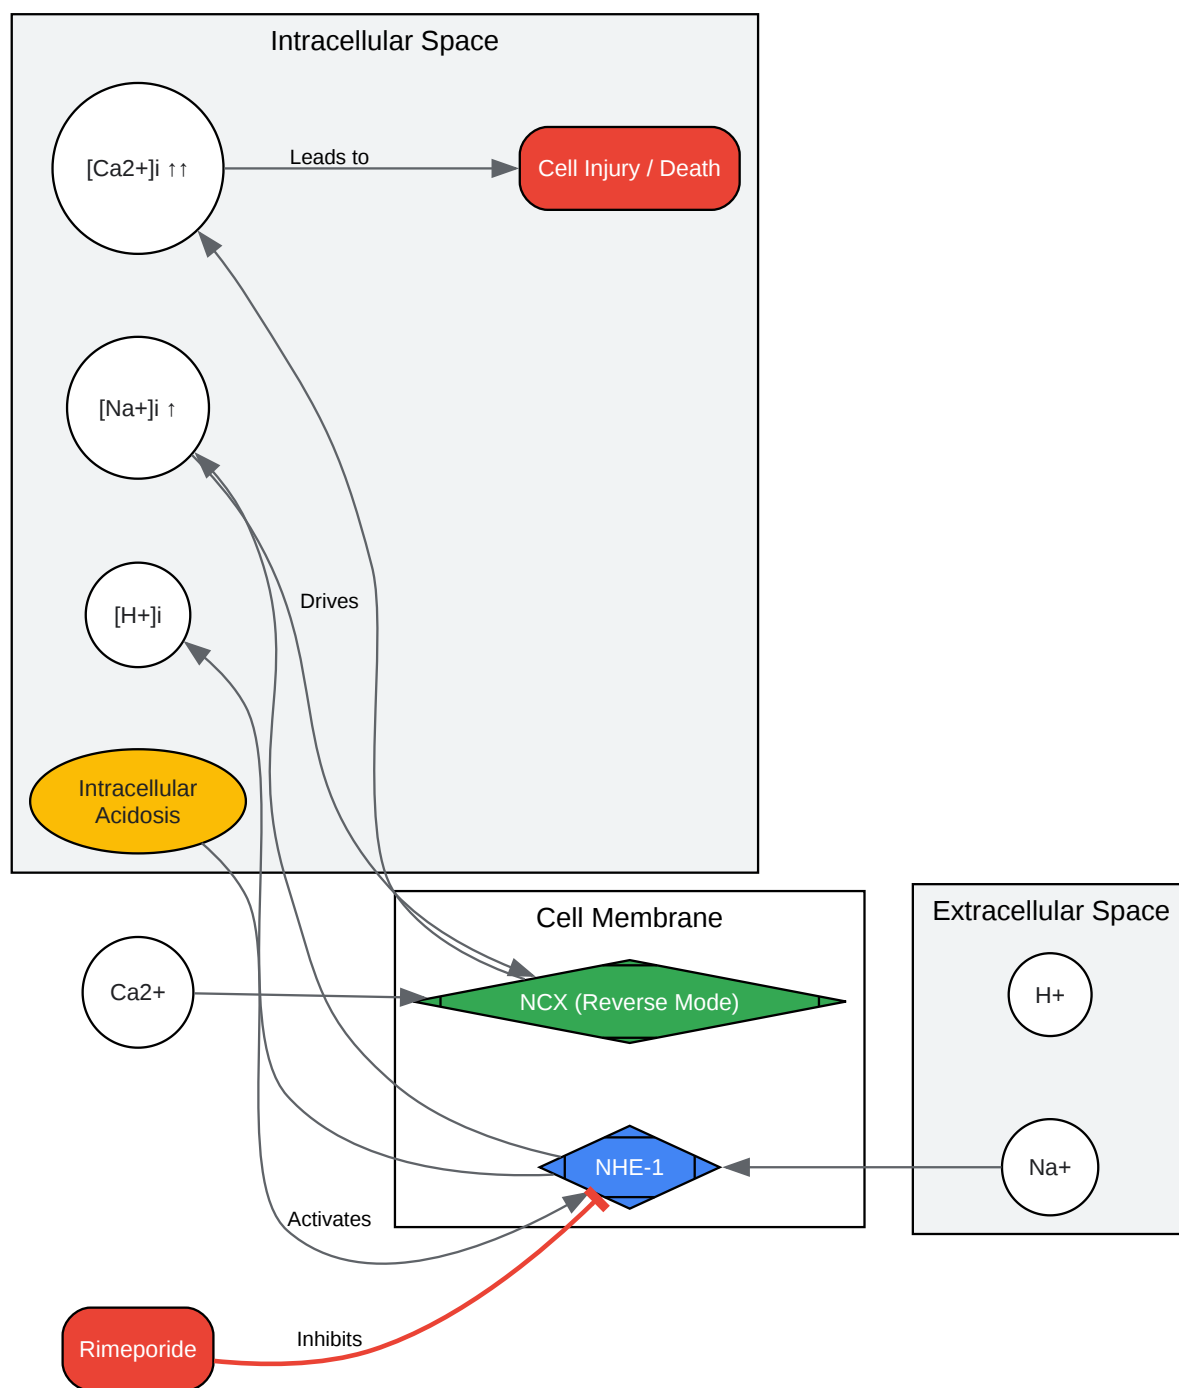 Intracellular Space
[Ca2+]i ↑↑
Leads to
Cell Injury / Death
[Na+]i ↑
Drives
[H+]i
Intracellular
Acidosis
Cell Membrane
Extracellular Space
Ca2+
NCX (Reverse Mode)
H+
NHE-1
Na+
Activates
Rimeporide
Inhibits